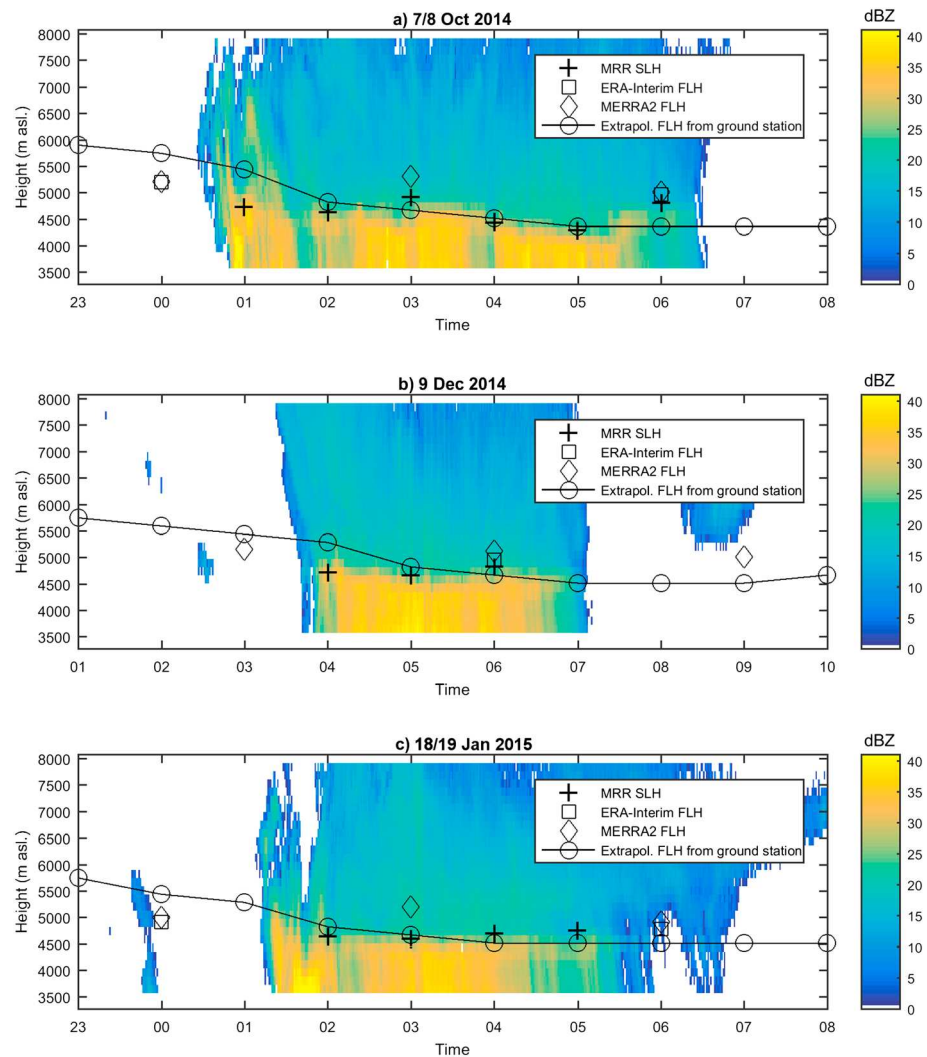 a) 7/8 Oct 2014
dBZ
8000
7500
7000
6500
6000
5500
5000
4500
4000
3500
Height (m asl.)
MRR SLH
ERA-Interim FLH
MERRA2 FLH
Extrapol. FLH from ground station
40
35
30
25
20
15
10
5
0
23 00 01 02 03 04 05 06 07 08
Time
b) 9 Dec 2014
dBZ
8000
7500
7000
6500
6000
5500
5000
4500
4000
3500
Height (m asl.)
MRR SLH
ERA-Interim FLH
MERRA2 FLH
Extrapol. FLH from ground station
40
35
30
25
20
15
10
5
0
01 02 03 04 05 06 07 08 09 10
Time
c) 18/19 Jan 2015
dBZ
8000
7500
7000
6500
6000
5500
5000
4500
4000
3500
Height (m asl.)
MRR SLH
ERA-Interim FLH
MERRA2 FLH
Extrapol. FLH from ground station
40
35
30
25
20
15
10
5
0
23 00 01 02 03 04 05 06 07 08
Time